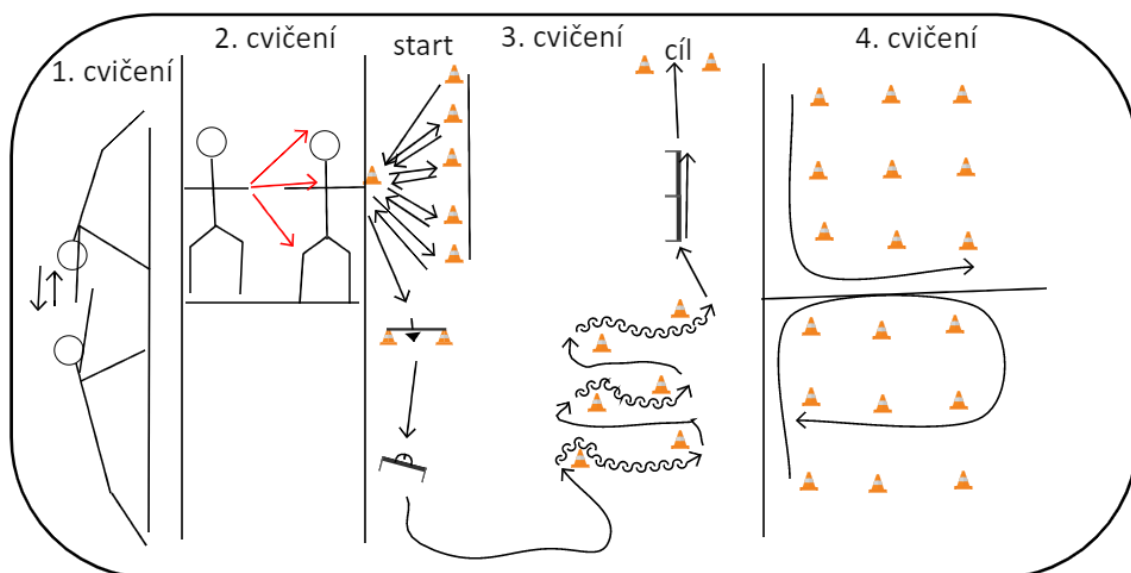 1. cvičení
2. cvičení
start
3. cvičení
cíl
4. cvičení